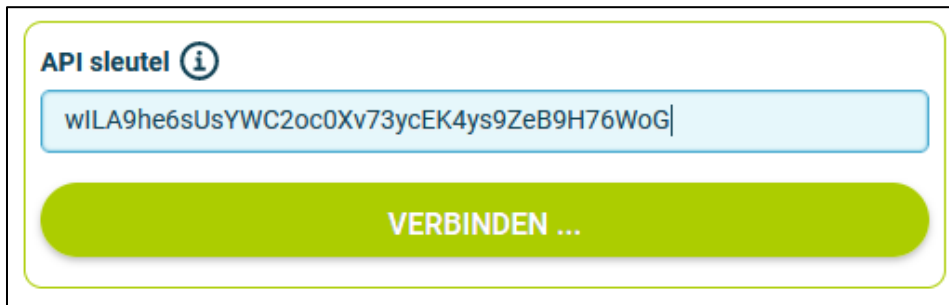 API sleutel
wILA9he6sUsYWC2oc0Xv73ycEK4ys9ZeB9H76WoG
VERBINDEN ...